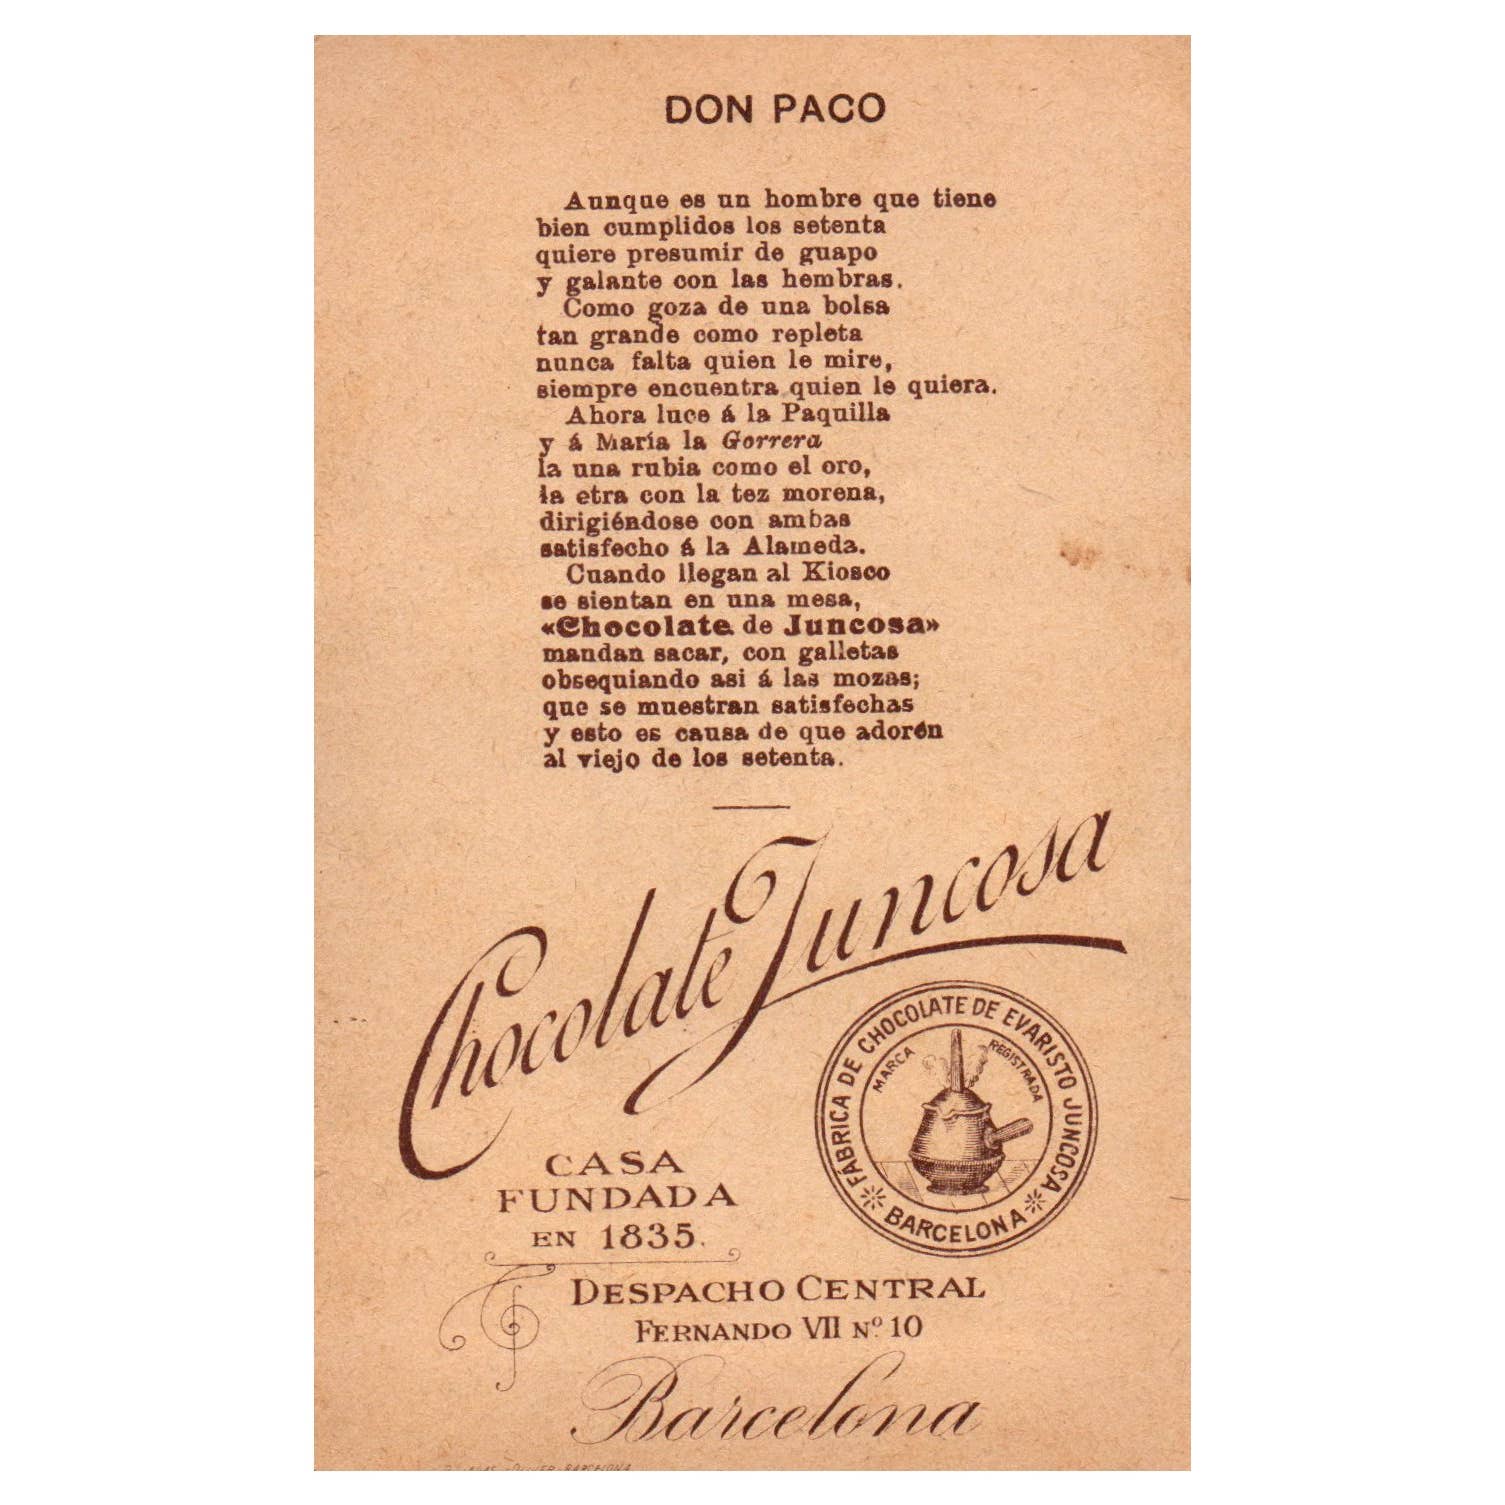 DON PACO
Aunque es un hombre que tiene
bien cumplidos los setenta
quiere presumir de guapo
y galante con las hembras.
Como goza de una bolsa
tan grande como repleta
nunca falta quien le mire,
siempre encuentra quien le quiera.
Ahora luce á la Paquilla
y á María la Gorrera
la una rubia como el oro,
la etra con la tez morena,
dirigiéndose con ambas
satisfecho á la Alameda.
Cuando llegan al Kiosco
se sientan en una mesa,
«Chocolate de Juncosa»
mandan sacar, con galletas
obsequiando asi á las mozas;
que se muestran satisfechas
y esto es causa de que adorén
al viejo de los setenta.
Chocolate Juncosa
FÁBRICA DE CHOCOLATE DE EVARISTO JUNCOSA
MARCA REGISTRADA
BARCELONA
CASA
FUNDADA
EN 1835.
DESPACHO CENTRAL
FERNANDO VII Nº 10
Barcelona
BARCELONA